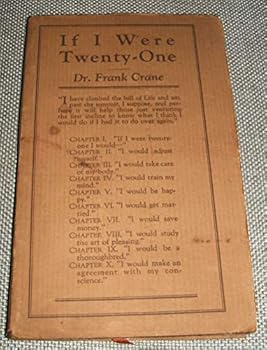 If I Were
Twenty-One
Dr. Frank Crane
"I have climbed the hill of Life and am
past the summit, I suppose, and per-
haps it will help those just venturing
the first incline to know what I think I
would do if I had it to do over again."
CHAPTER I. "If I were twenty-
one I would—"
CHAPTER II. "I would adjust
myself."
CHAPTER III. "I would take care
of my body."
CHAPTER IV. "I would train my
mind."
CHAPTER V. "I would be hap-
py."
CHAPTER VI. "I would get mar-
ried."
CHAPTER VII. "I would save
money."
CHAPTER VIII. "I would study
the art of pleasing."
CHAPTER IX. "I would be a
thoroughbred."
CHAPTER X. "I would make an
agreement with my con-
science."